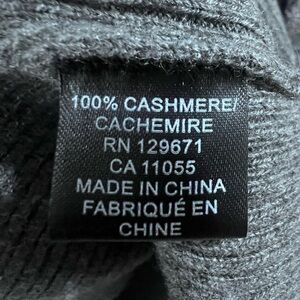 100% CASHMERE/
CACHEMIRE
RN 129671
CA 11055
MADE IN CHINA
FABRIQUÉ EN
CHINE